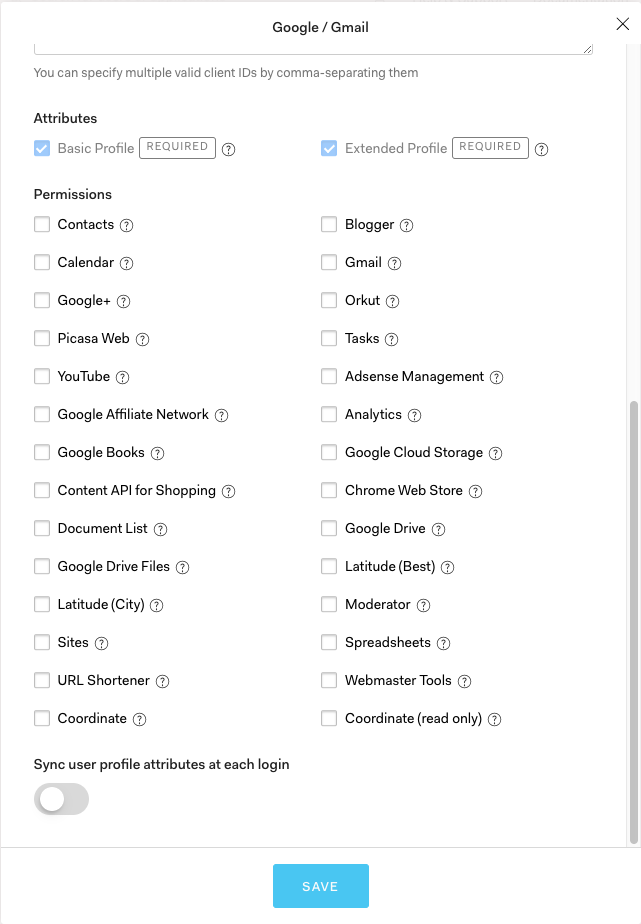 Google / Gmail
You can specify multiple valid client IDs by comma-separating them
Attributes
Basic Profile REQUIRED ? Extended Profile REQUIRED ?
Permissions
Contacts ? Blogger ?
Calendar ? Gmail ?
Google+ ? Orkut ?
Picasa Web ? Tasks ?
YouTube ? Adsense Management ?
Google Affiliate Network ? Analytics ?
Google Books ? Google Cloud Storage ?
Content API for Shopping ? Chrome Web Store ?
Document List ? Google Drive ?
Google Drive Files ? Latitude (Best) ?
Latitude (City) ? Moderator ?
Sites ? Spreadsheets ?
URL Shortener ? Webmaster Tools ?
Coordinate ? Coordinate (read only) ?
Sync user profile attributes at each login
SAVE